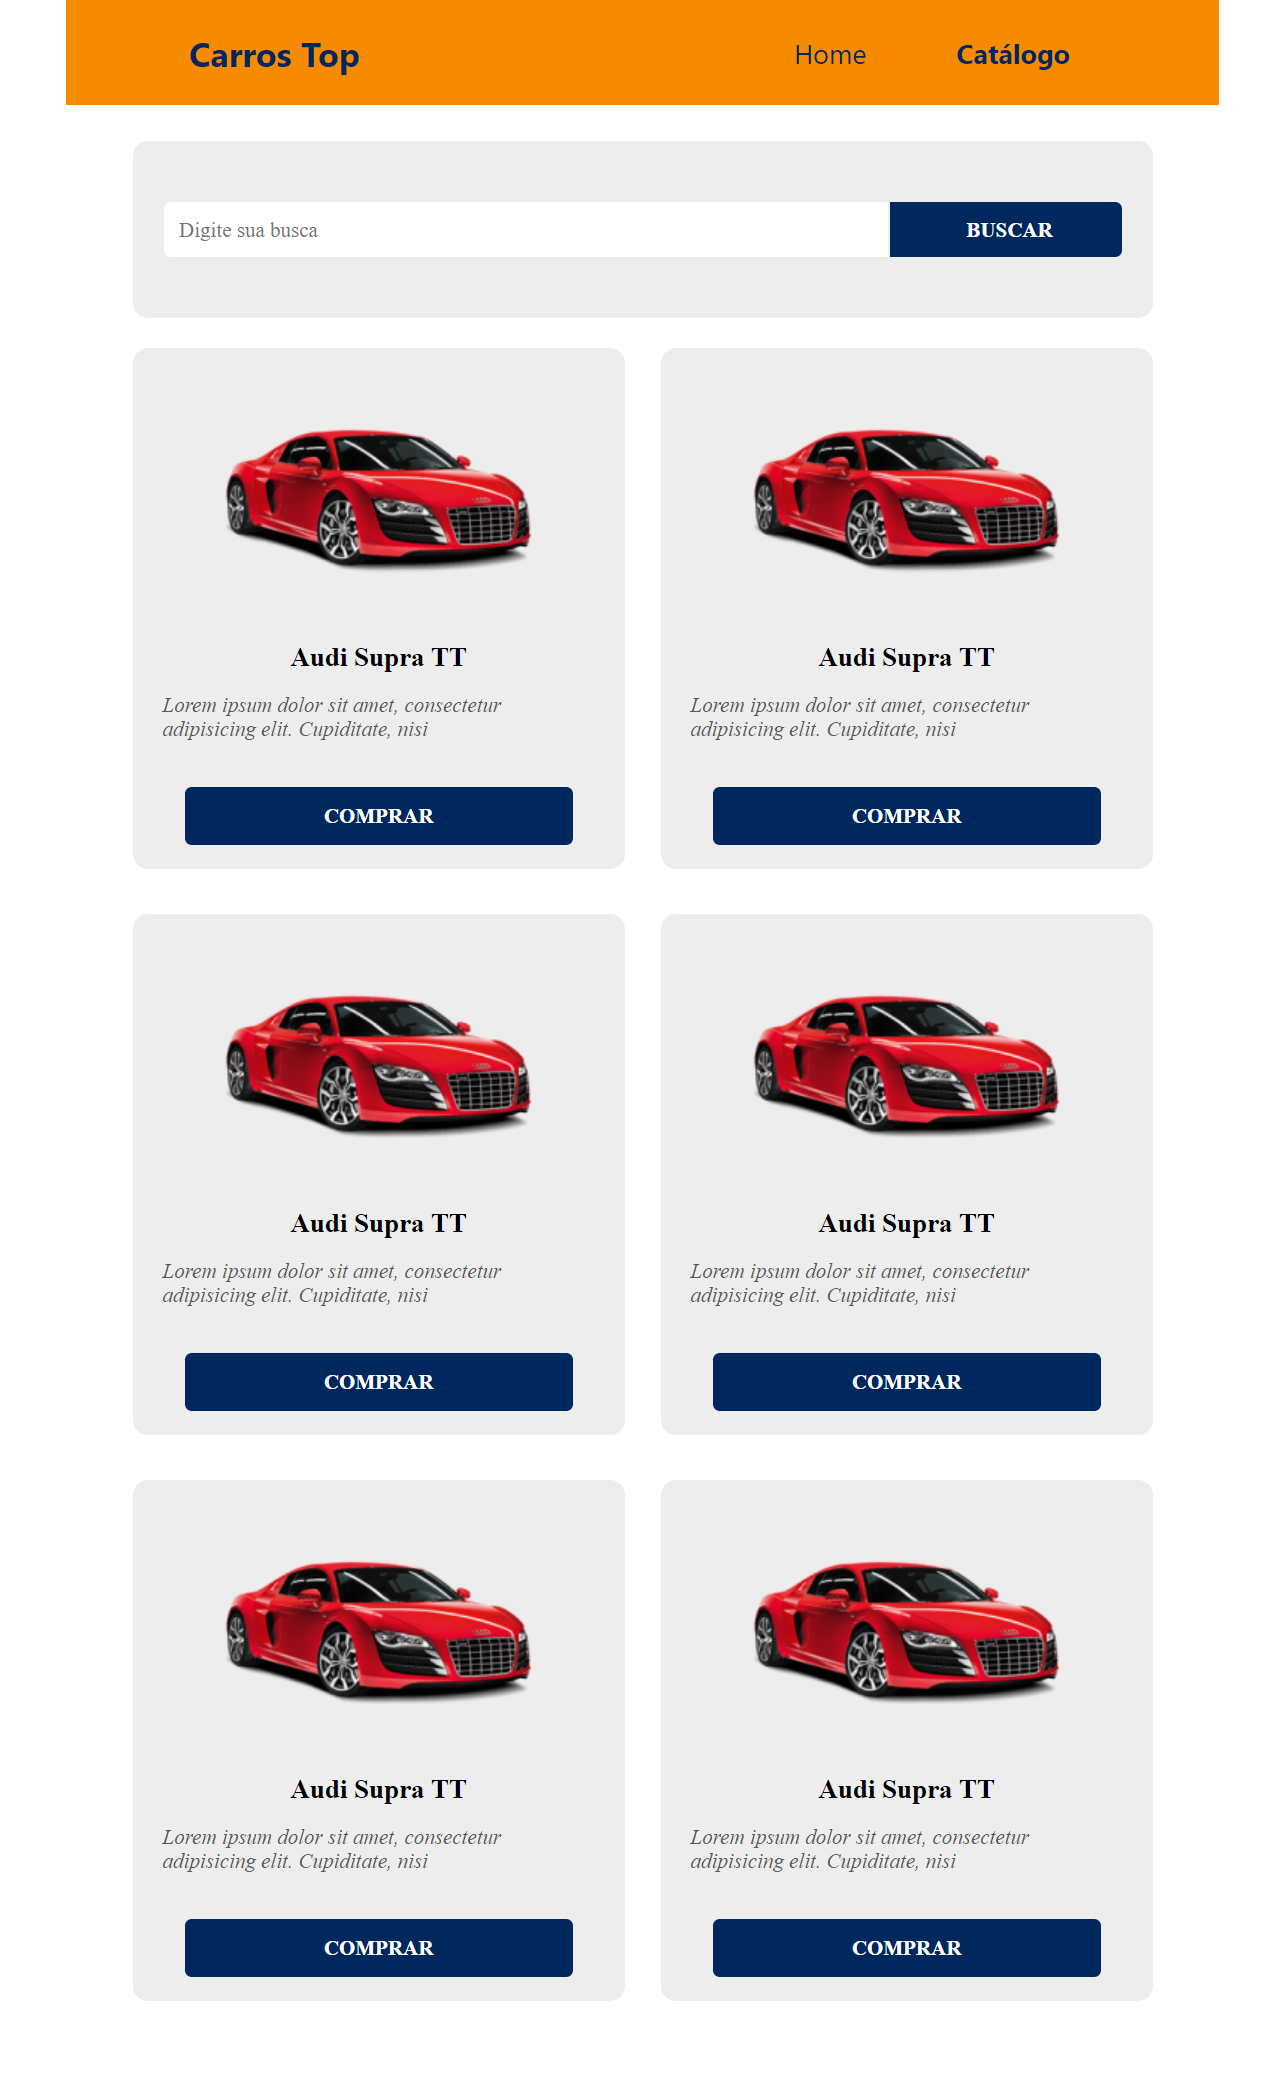 Carros Top Home Catálogo
Digite sua busca BUSCAR
Audi Supra TT
Lorem ipsum dolor sit amet, consectetur
adipisicing elit. Cupiditate, nisi
COMPRAR
Audi Supra TT
Lorem ipsum dolor sit amet, consectetur
adipisicing elit. Cupiditate, nisi
COMPRAR
Audi Supra TT
Lorem ipsum dolor sit amet, consectetur
adipisicing elit. Cupiditate, nisi
COMPRAR
Audi Supra TT
Lorem ipsum dolor sit amet, consectetur
adipisicing elit. Cupiditate, nisi
COMPRAR
Audi Supra TT
Lorem ipsum dolor sit amet, consectetur
adipisicing elit. Cupiditate, nisi
COMPRAR
Audi Supra TT
Lorem ipsum dolor sit amet, consectetur
adipisicing elit. Cupiditate, nisi
COMPRAR